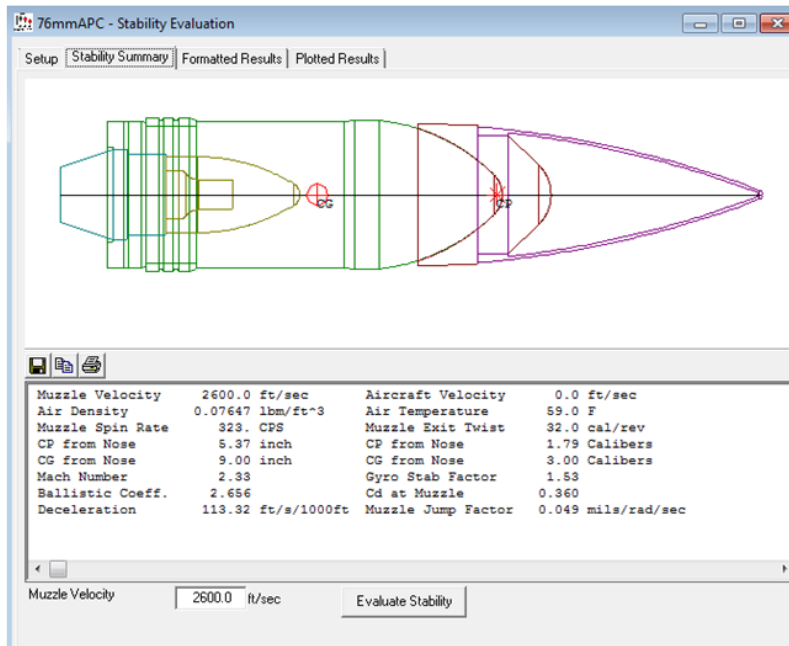 76mmAPC - Stability Evaluation
Setup Stability Summary Formatted Results Plotted Results
CG CP
Muzzle Velocity 2600.0 ft/sec Aircraft Velocity 0.0 ft/sec
Air Density 0.07647 lbm/ft^3 Air Temperature 59.0 F
Muzzle Spin Rate 323. CPS Muzzle Exit Twist 32.0 cal/rev
CP from Nose 5.37 inch CP from Nose 1.79 Calibers
CG from Nose 9.00 inch CG from Nose 3.00 Calibers
Mach Number 2.33 Gyro Stab Factor 1.53
Ballistic Coeff. 2.656 Cd at Muzzle 0.360
Deceleration 113.32 ft/s/1000ft Muzzle Jump Factor 0.049 mils/rad/sec
Muzzle Velocity 2600.0 ft/sec Evaluate Stability